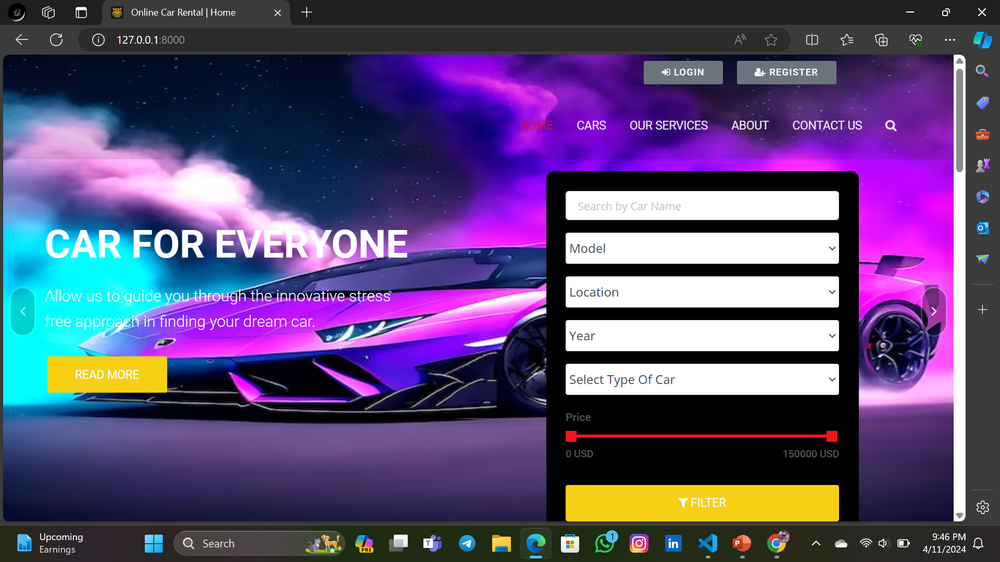 Online Car Rental | Home
127.0.0.1:8000
LOGIN
REGISTER
HOME
CARS
OUR SERVICES
ABOUT
CONTACT US
Search by Car Name
Model
Location
Year
Select Type Of Car
Price
0 USD
150000 USD
FILTER
CAR FOR EVERYONE
Allow us to guide you through the innovative stress
free approach in finding your dream car.
READ MORE
Upcoming
Earnings
Search
PRE
1
9:46 PM
4/11/2024